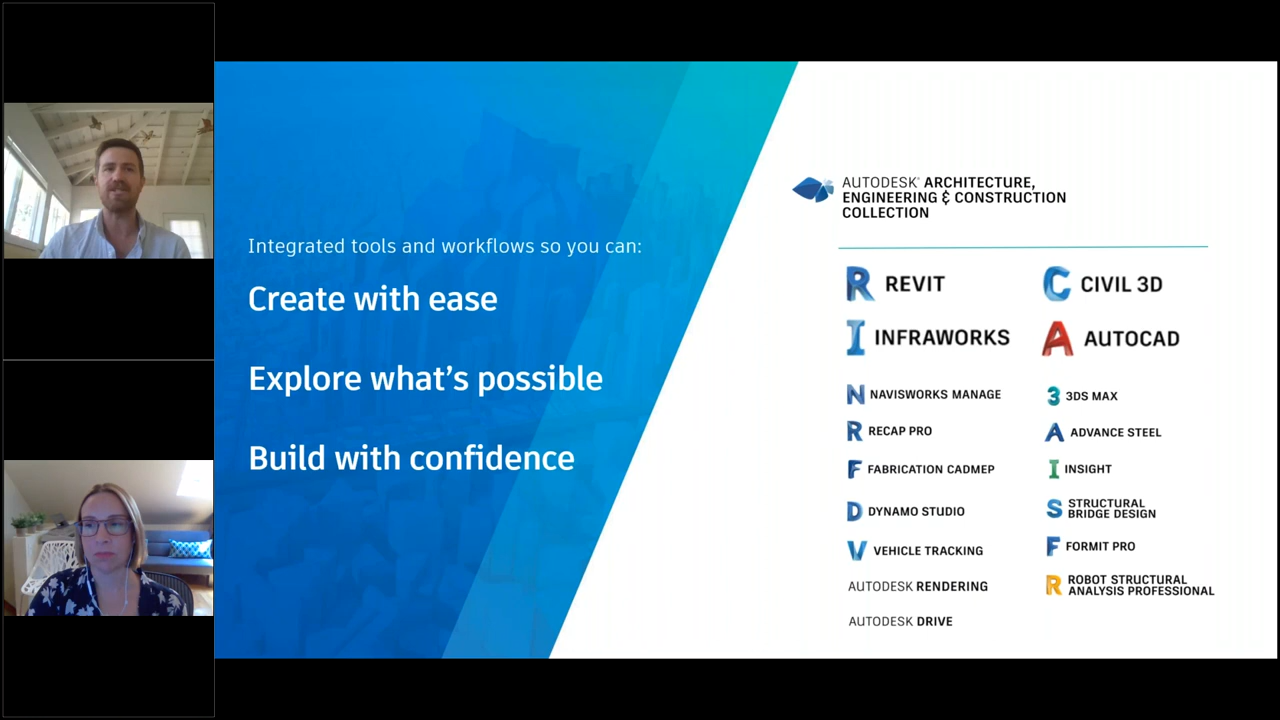 Integrated tools and workflows so you can:
Create with ease
Explore what's possible
Build with confidence
AUTODESK® ARCHITECTURE,
ENGINEERING & CONSTRUCTION
COLLECTION
R REVIT
C CIVIL 3D
I INFRAWORKS
A AUTOCAD
N NAVISWORKS MANAGE
3 3DS MAX
R RECAP PRO
A ADVANCE STEEL
F FABRICATION CADMEP
I INSIGHT
D DYNAMO STUDIO
S STRUCTURAL
BRIDGE DESIGN
V VEHICLE TRACKING
F FORMIT PRO
AUTODESK RENDERING
R ROBOT STRUCTURAL
ANALYSIS PROFESSIONAL
AUTODESK DRIVE